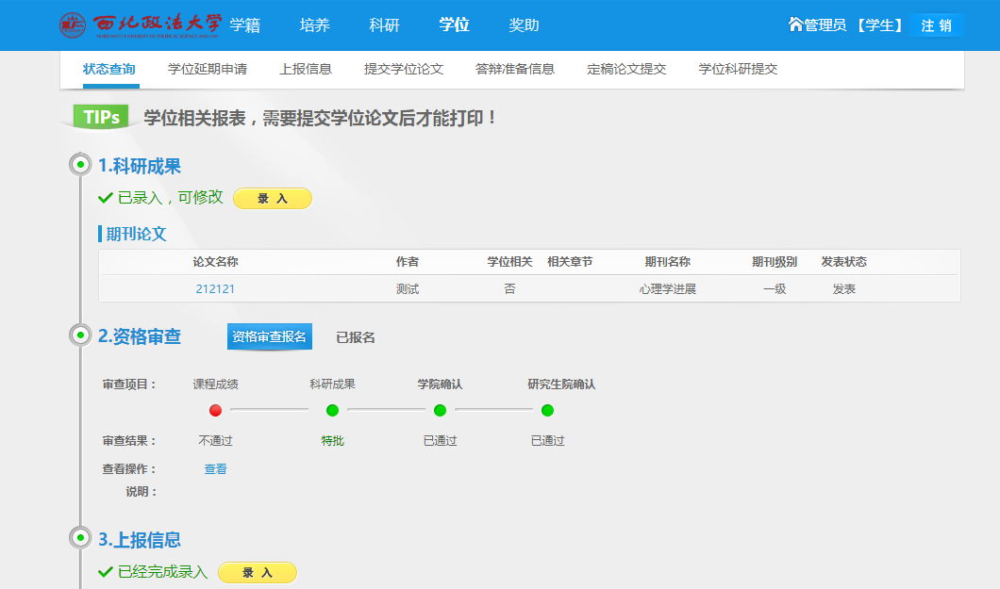 西北政法大学 学籍 培养 科研 学位 奖助 管理员 【学生】 注 销
状态查询 学位延期申请 上报信息 提交学位论文 答辩准备信息 定稿论文提交 学位科研提交
TIPs 学位相关报表，需要提交学位论文后才能打印！
1.科研成果
已录入，可修改 录 入
期刊论文
论文名称 作者 学位相关 相关章节 期刊名称 期刊级别 发表状态
212121 测试 否 心理学进展 一级 发表
2.资格审查 资格审查报名 已报名
审查项目： 课程成绩 科研成果 学院确认 研究生院确认
审查结果： 不通过 特批 已通过 已通过
查看操作： 查看
说明：
3.上报信息
已经完成录入 录 入